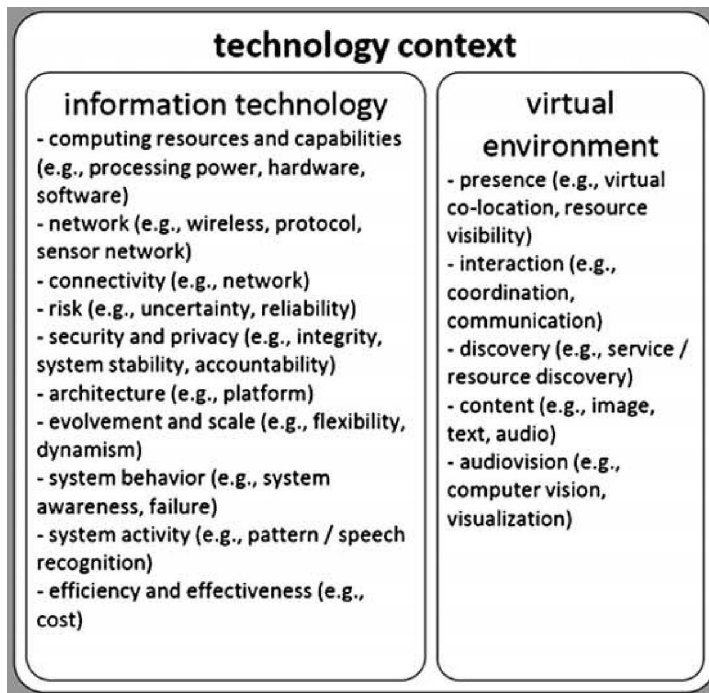 technology context
information technology
- computing resources and capabilities
(e.g., processing power, hardware,
software)
- network (e.g., wireless, protocol,
sensor network)
- connectivity (e.g., network)
- risk (e.g., uncertainty, reliability)
- security and privacy (e.g., integrity,
system stability, accountability)
- architecture (e.g., platform)
- evolvement and scale (e.g., flexibility,
dynamism)
- system behavior (e.g., system
awareness, failure)
- system activity (e.g., pattern / speech
recognition)
- efficiency and effectiveness (e.g.,
cost)
virtual
environment
- presence (e.g., virtual
co-location, resource
visibility)
- interaction (e.g.,
coordination,
communication)
- discovery (e.g., service /
resource discovery)
- content (e.g., image,
text, audio)
- audiovision (e.g.,
computer vision,
visualization)